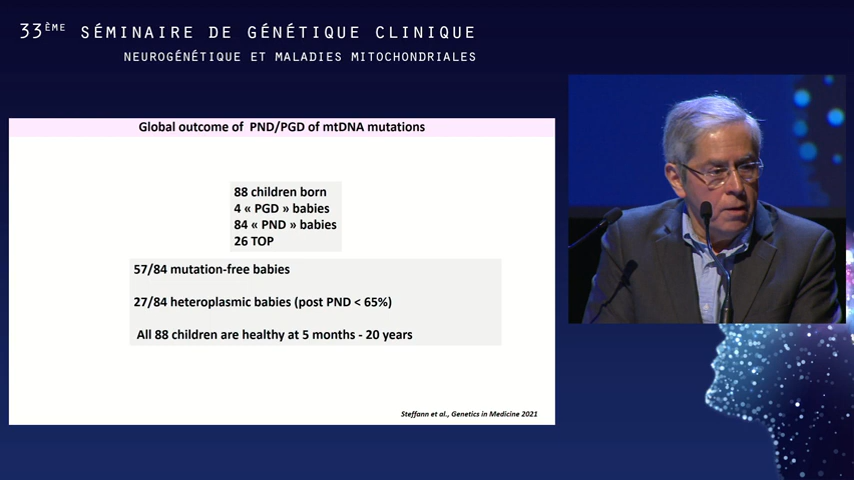 33ÈME SÉMINAIRE DE GÉNÉTIQUE CLINIQUE
NEUROGÉNÉTIQUE ET MALADIES MITOCHONDRIALES
Global outcome of PND/PGD of mtDNA mutations
88 children born
4 « PGD » babies
84 « PND » babies
26 TOP
57/84 mutation-free babies
27/84 heteroplasmic babies (post PND < 65%)
All 88 children are healthy at 5 months - 20 years
Steffann et al., Genetics in Medicine 2021